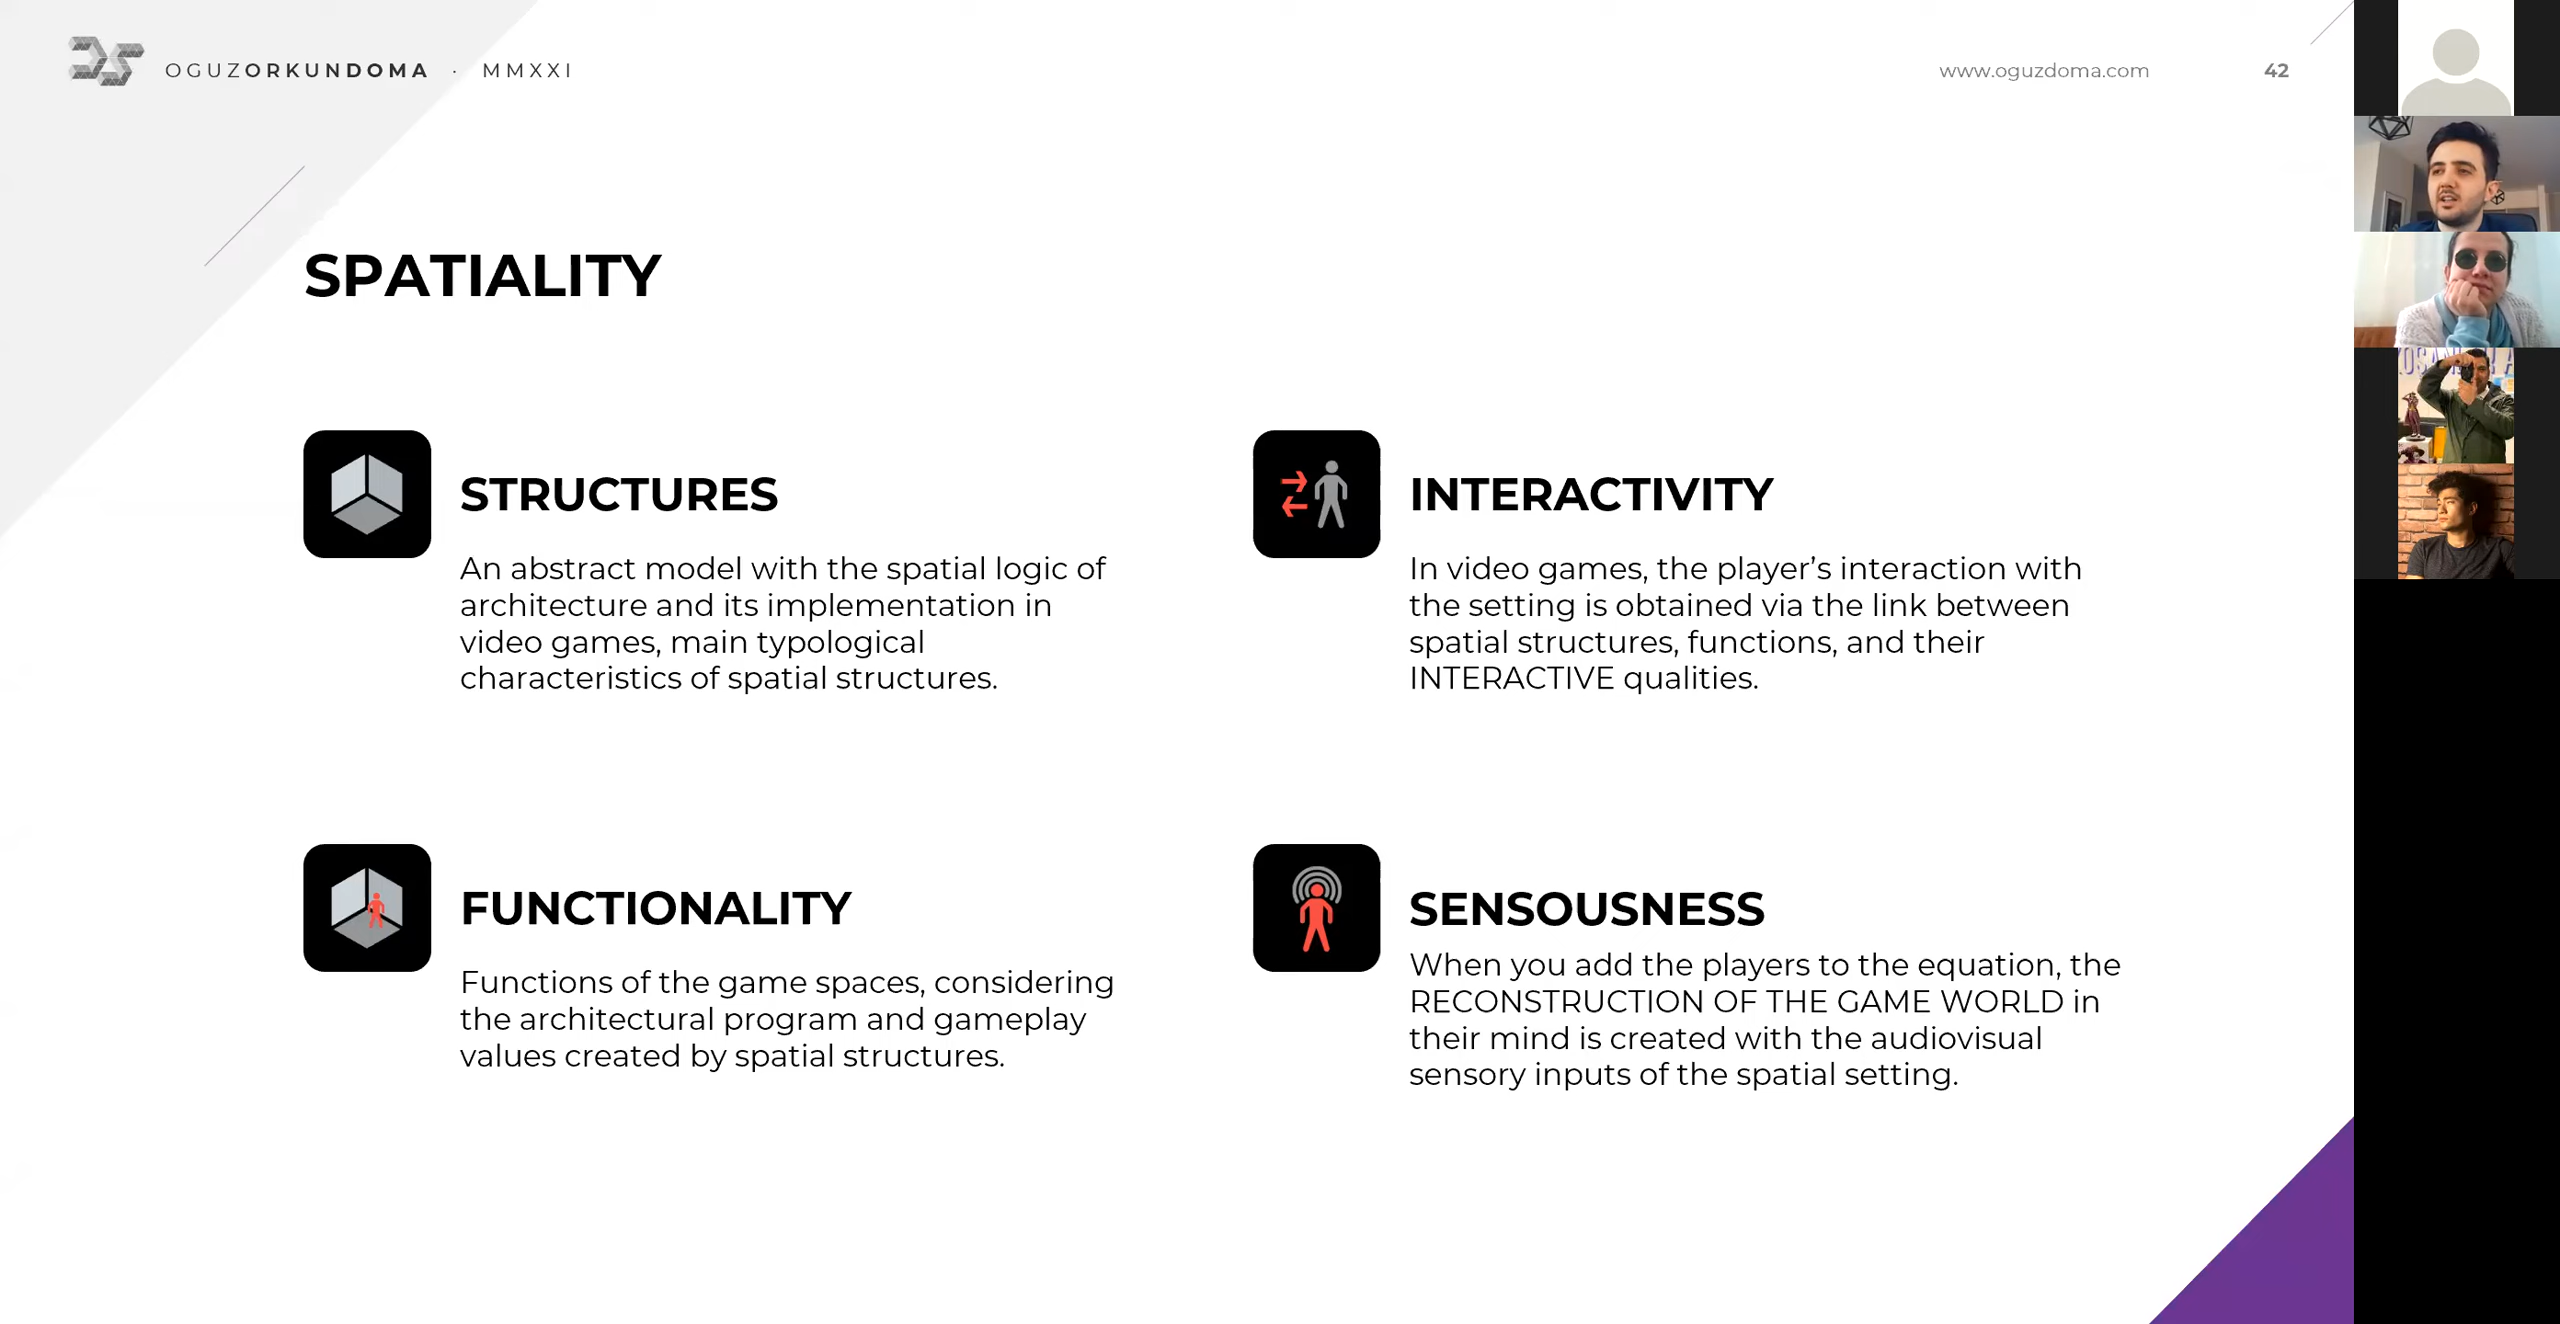 OGUZORKUNDOMA · MMXXI
www.oguzdoma.com
42
SPATIALITY
STRUCTURES
An abstract model with the spatial logic of
architecture and its implementation in
video games, main typological
characteristics of spatial structures.
INTERACTIVITY
In video games, the player’s interaction with
the setting is obtained via the link between
spatial structures, functions, and their
INTERACTIVE qualities.
FUNCTIONALITY
Functions of the game spaces, considering
the architectural program and gameplay
values created by spatial structures.
SENSOUSNESS
When you add the players to the equation, the
RECONSTRUCTION OF THE GAME WORLD in
their mind is created with the audiovisual
sensory inputs of the spatial setting.